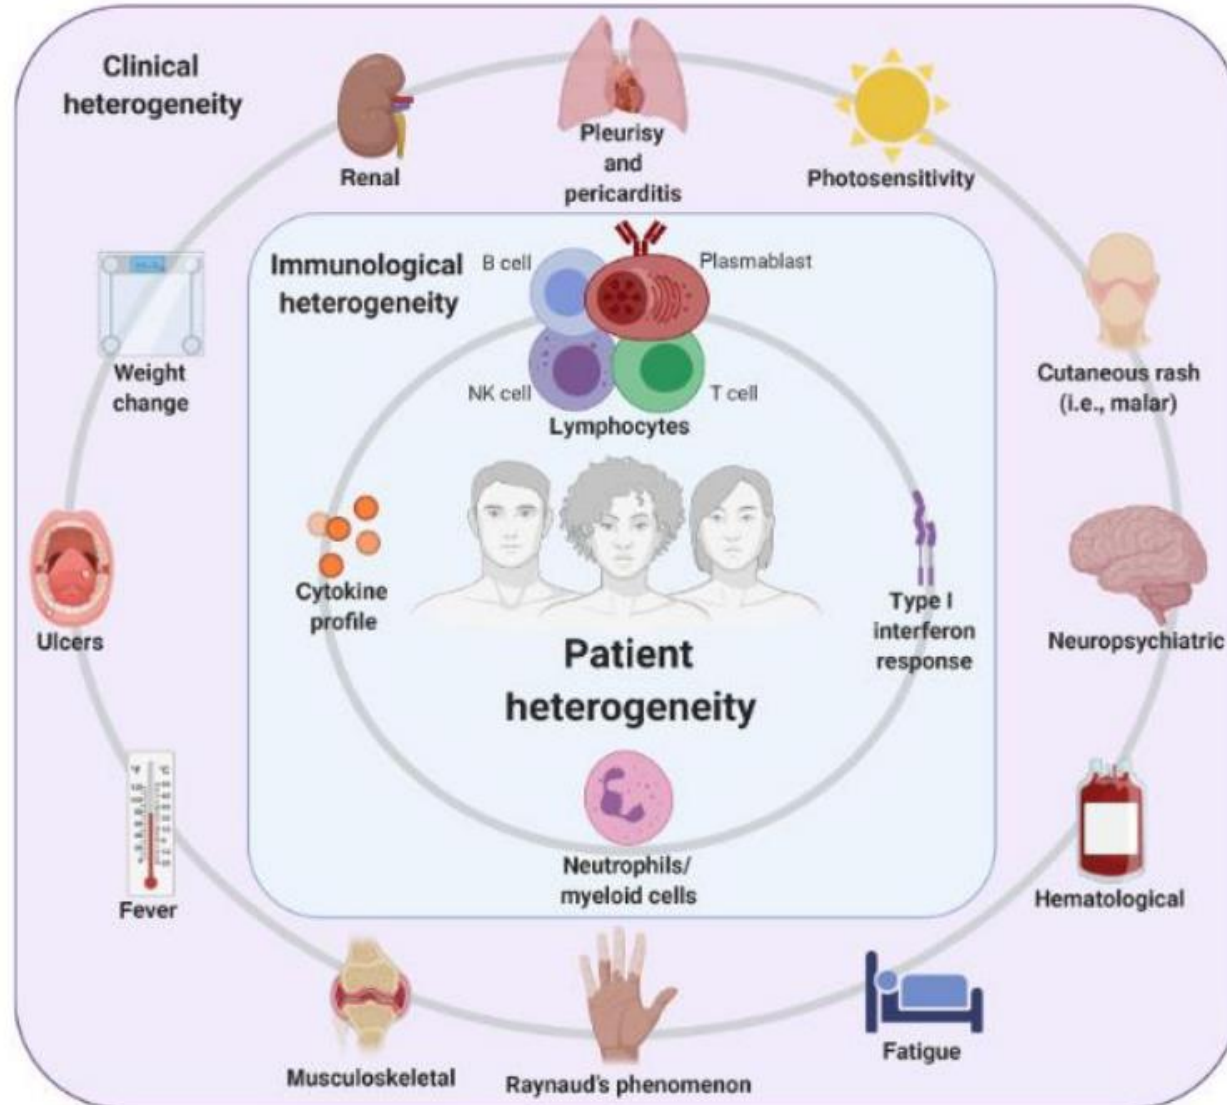 Clinical
heterogeneity
Renal
Pleurisy
and
pericarditis
Photosensitivity
Immunological
heterogeneity
B cell
Plasmablast
NK cell
T cell
Lymphocytes
Weight
change
Cutaneous rash
(i.e., malar)
Cytokine
profile
Type I
interferon
response
Ulcers
Neuropsychiatric
Patient
heterogeneity
Neutrophils/
myeloid cells
Fever
Hematological
Musculoskeletal
Raynaud's phenomenon
Fatigue